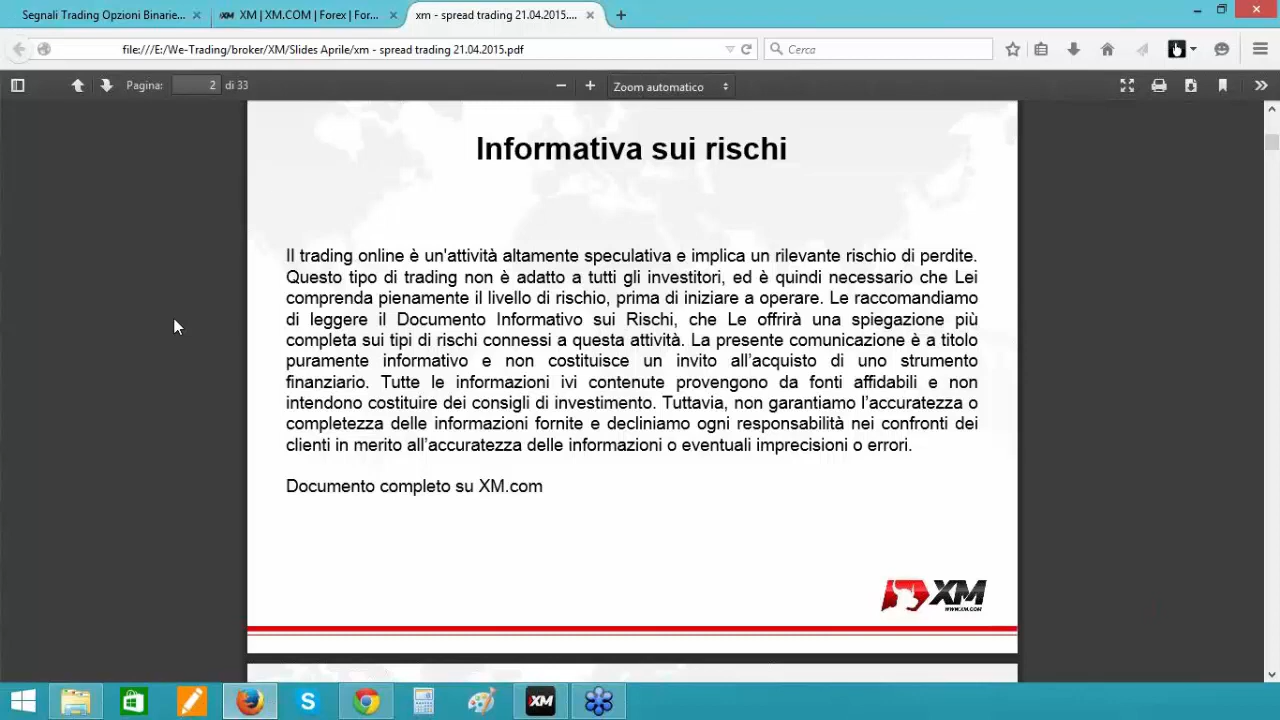 Segnali Trading Opzioni Binarie...
XM | XM.COM | Forex | For...
xm - spread trading 21.04.2015....
file:///E:/We-Trading/broker/XM/Slides Aprile/xm - spread trading 21.04.2015.pdf
Cerca
Pagina:
2
di 33
Zoom automatico
Informativa sui rischi
Il trading online è un'attività altamente speculativa e implica un rilevante rischio di perdite.
Questo tipo di trading non è adatto a tutti gli investitori, ed è quindi necessario che Lei
comprenda pienamente il livello di rischio, prima di iniziare a operare. Le raccomandiamo
di leggere il Documento Informativo sui Rischi, che Le offrirà una spiegazione più
completa sui tipi di rischi connessi a questa attività. La presente comunicazione è a titolo
puramente informativo e non costituisce un invito all’acquisto di uno strumento
finanziario. Tutte le informazioni ivi contenute provengono da fonti affidabili e non
intendono costituire dei consigli di investimento. Tuttavia, non garantiamo l’accuratezza o
completezza delle informazioni fornite e decliniamo ogni responsabilità nei confronti dei
clienti in merito all’accuratezza delle informazioni o eventuali imprecisioni o errori.
Documento completo su XM.com
XM
WWW.XM.COM
XM